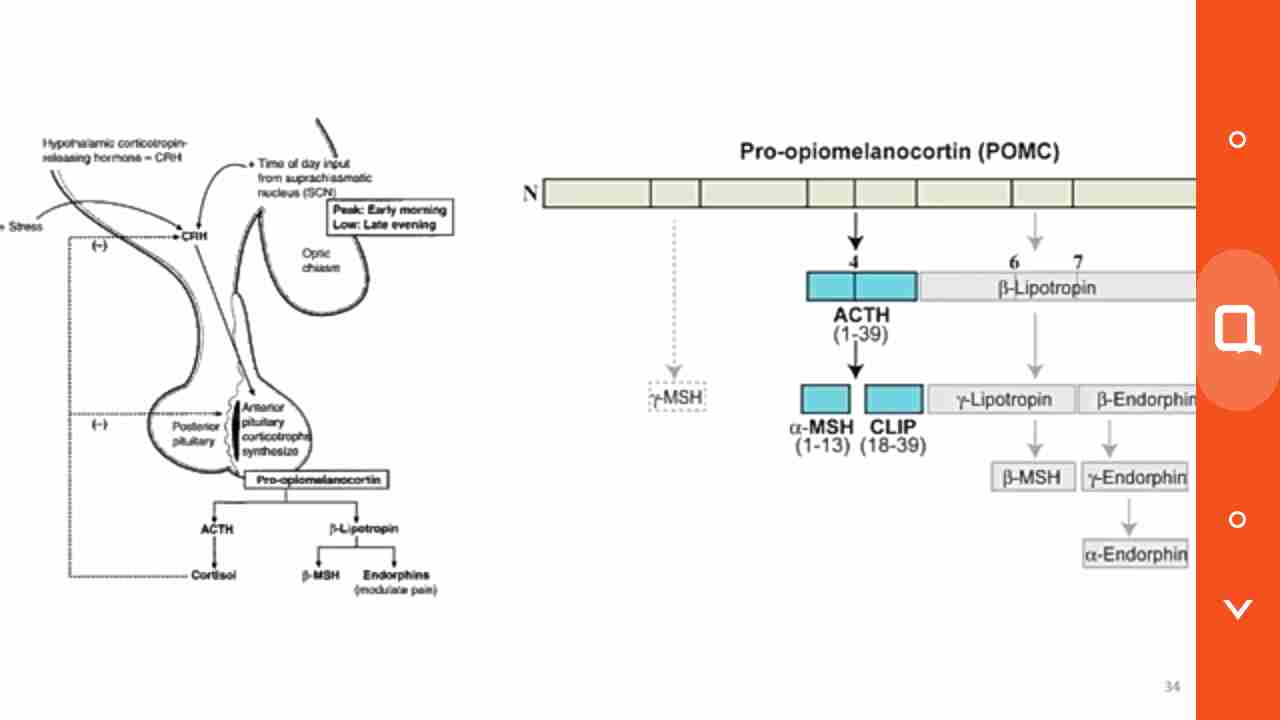 Hypothalamic corticotropin-
releasing hormone = CRH
+ Time of day input
from suprachiasmatic
nucleus (SCN)
Peak: Early morning
Low: Late evening
+ Stress
CRH
(−)
Optic
chiasm
(−)
Posterior
pituitary
Anterior
pituitary
corticotrophs
synthesize
Pro-opiomelanocortin
ACTH
β-Lipotropin
Cortisol
β-MSH
Endorphins
(modulate pain)
Pro-opiomelanocortin (POMC)
N
4
6
7
β-Lipotropin
ACTH
(1-39)
γ-MSH
α-MSH
(1-13)
CLIP
(18-39)
γ-Lipotropin
β-Endorphin
β-MSH
γ-Endorphin
α-Endorphin
34